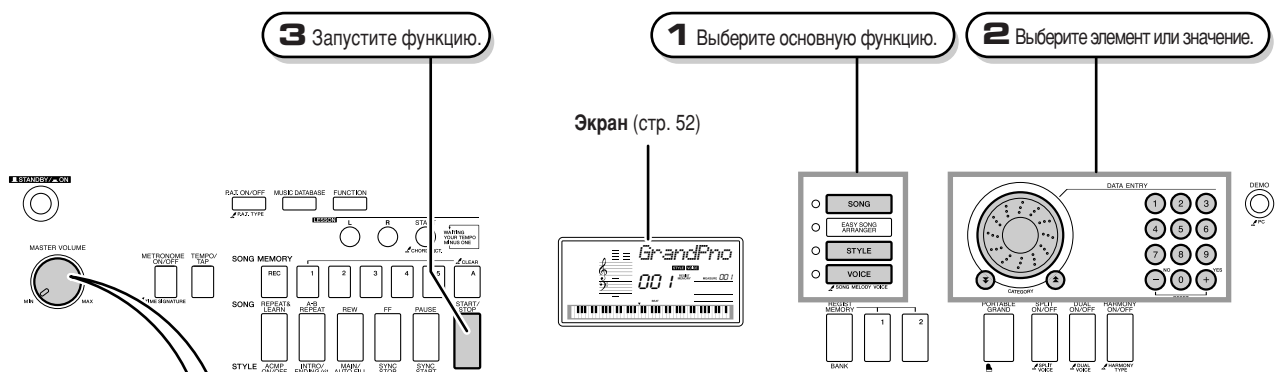 3 Запустите функцию.
1 Выберите основную функцию.
2 Выберите элемент или значение.
Экран (стр. 52)
STANDBY/ ON
MASTER VOLUME
MIN
MAX
P.A.T. ON/OFF
MUSIC DATABASE
FUNCTION
P.A.T. TYPE
LESSON
L
R
START
WAITING
YOUR TEMPO
MINUS ONE
METRONOME
ON/OFF
TEMPO/
TAP
TIME SIGNATURE
SONG MEMORY
CLEAR
REC
1
2
3
4
5
A
SONG
REPEAT&
LEARN
A-B
REPEAT
REW
FF
PAUSE
START/
STOP
STYLE
ACMP
ON/OFF
INTRO/
MAIN/
AUTO FILL
SYNC
STOP
SYNC
START
GrandPno
001
MEASURE 001
SONG
EASY SONG
ARRANGER
STYLE
VOICE
SONG MELODY VOICE
REGIST
MEMORY
1
2
BANK
DATA ENTRY
CATEGORY
1 2 3
4 5 6
7 8 9
NO
YES
− 0 +
DEMO
PC
PORTABLE
GRAND
SPLIT
ON/OFF
DUAL
ON/OFF
HARMONY
ON/OFF
SPLIT
VOICE
DUAL
VOICE
HARMONY
TYPE